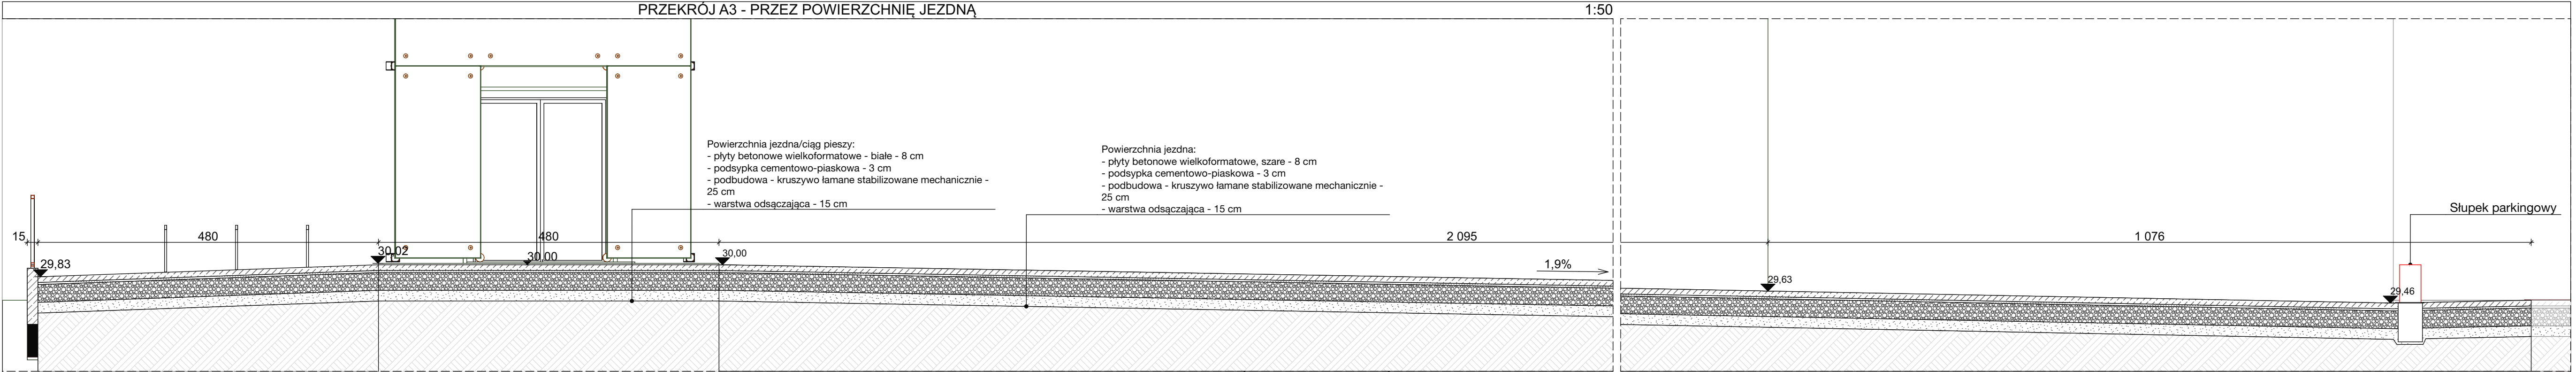 PRZEKRÓJ A3 - PRZEZ POWIERZCHNIĘ JEZDNĄ
1:50
Powierzchnia jezdna/ciąg pieszy:
- płyty betonowe wielkoformatowe - białe - 8 cm
- podsypka cementowo-piaskowa - 3 cm
- podbudowa - kruszywo łamane stabilizowane mechanicznie -
25 cm
- warstwa odsączająca - 15 cm
Powierzchnia jezdna:
- płyty betonowe wielkoformatowe, szare - 8 cm
- podsypka cementowo-piaskowa - 3 cm
- podbudowa - kruszywo łamane stabilizowane mechanicznie -
25 cm
- warstwa odsączająca - 15 cm
Słupek parkingowy
15
480
480
2 095
1 076
29,83
30,02
30,00
30,00
1,9%
29,63
29,46